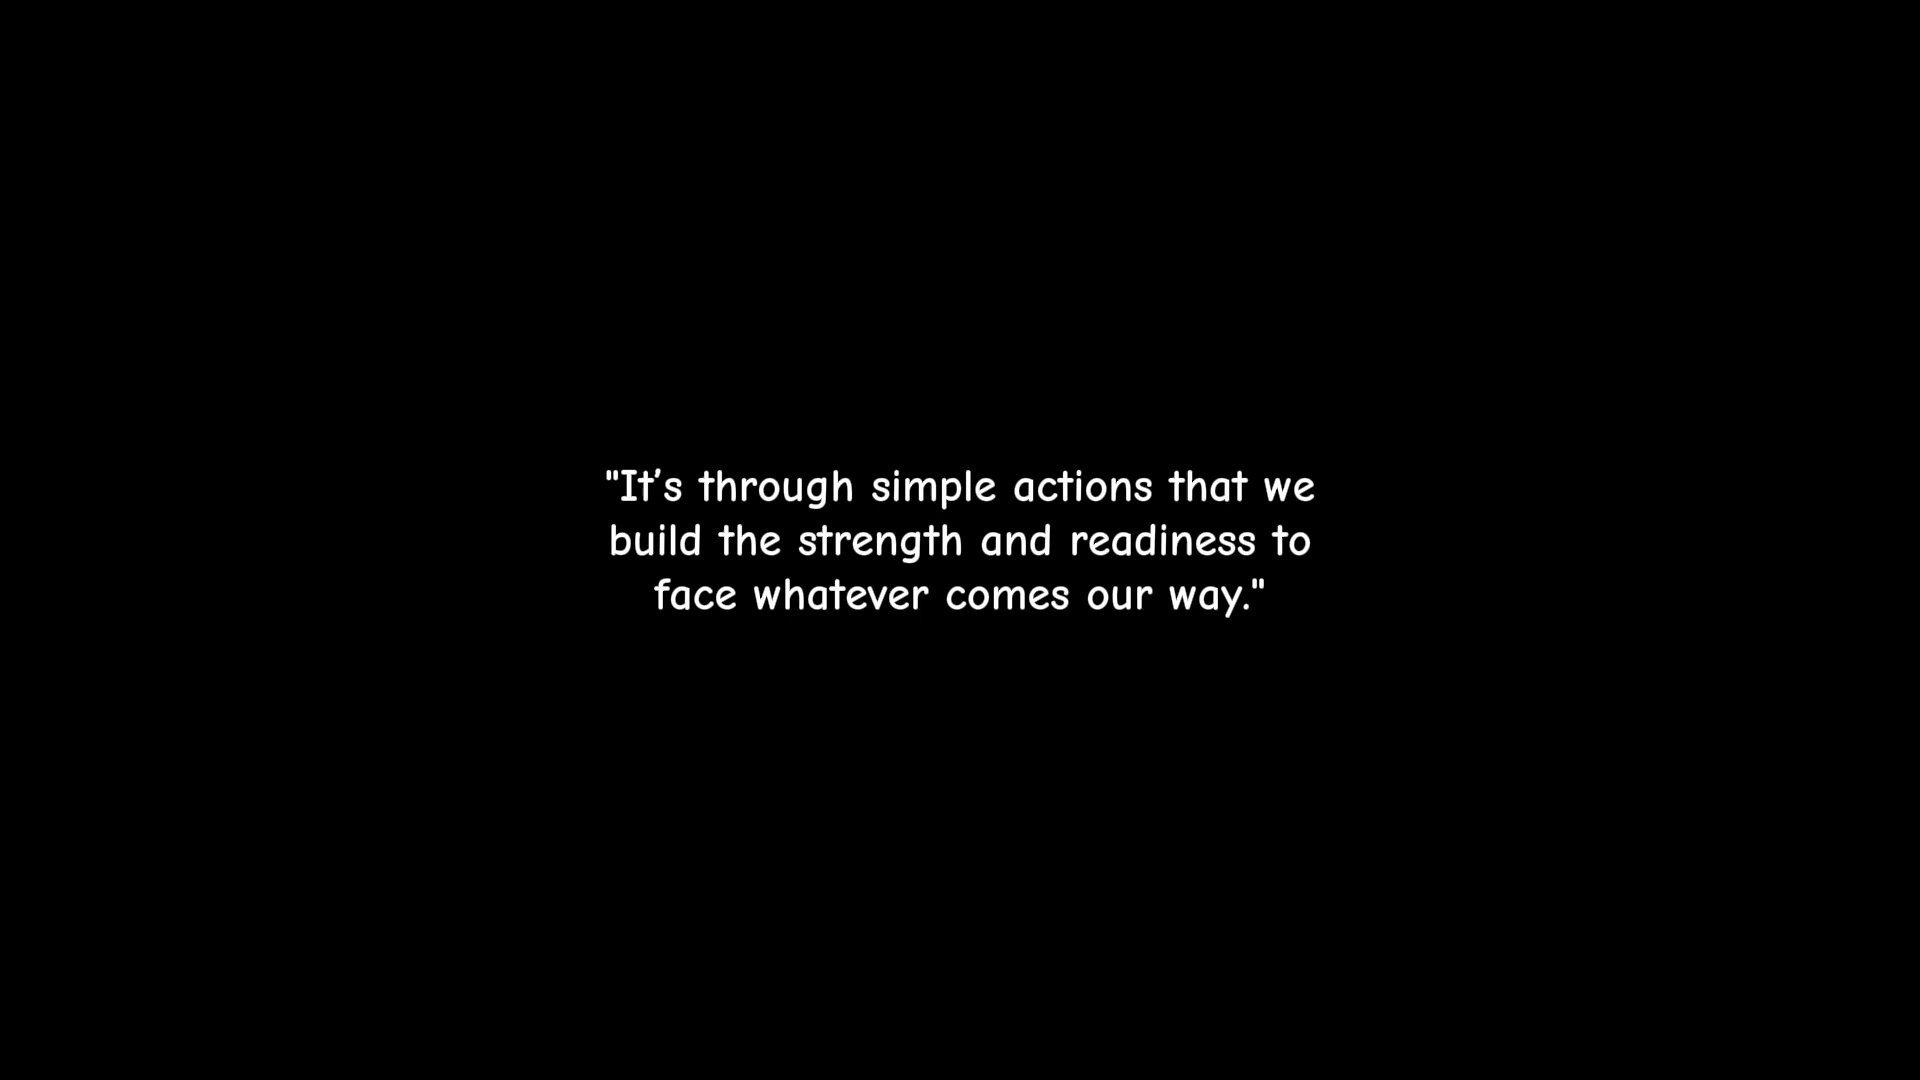 "It's through simple actions that we
build the strength and readiness to
face whatever comes our way."